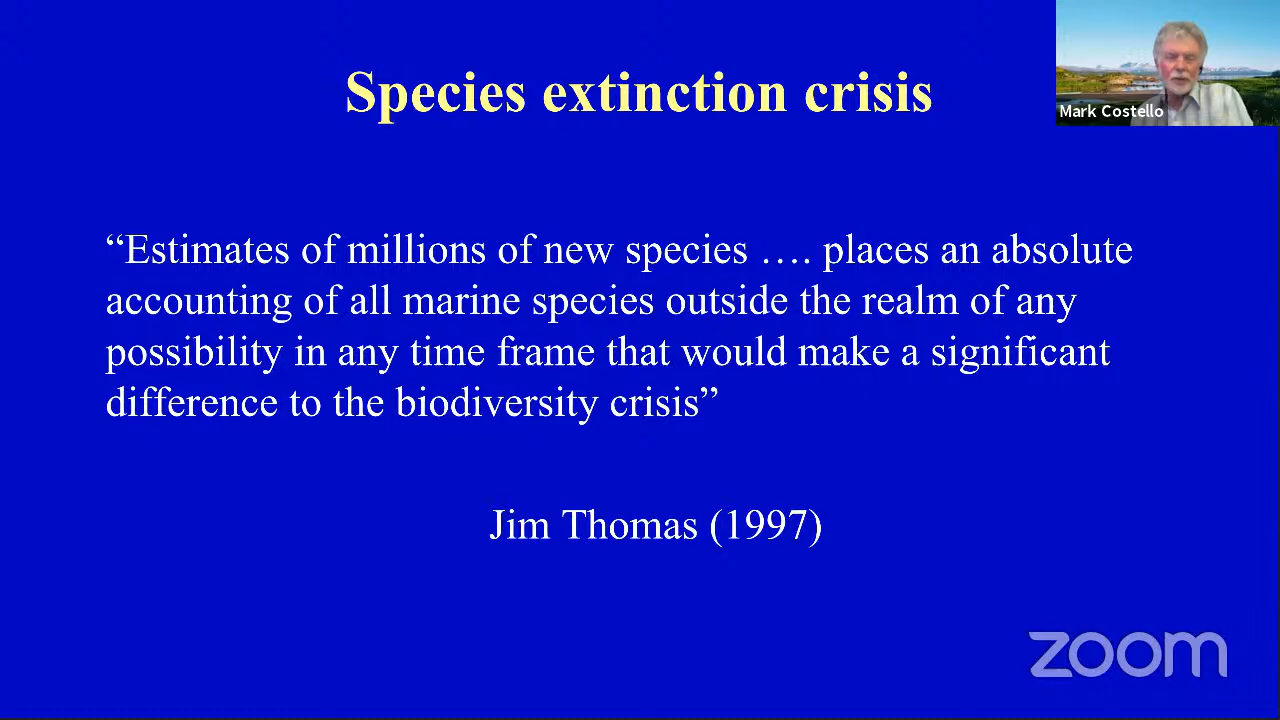 Species extinction crisis
Mark Costello
“Estimates of millions of new species …. places an absolute
accounting of all marine species outside the realm of any
possibility in any time frame that would make a significant
difference to the biodiversity crisis”
Jim Thomas (1997)
zoom